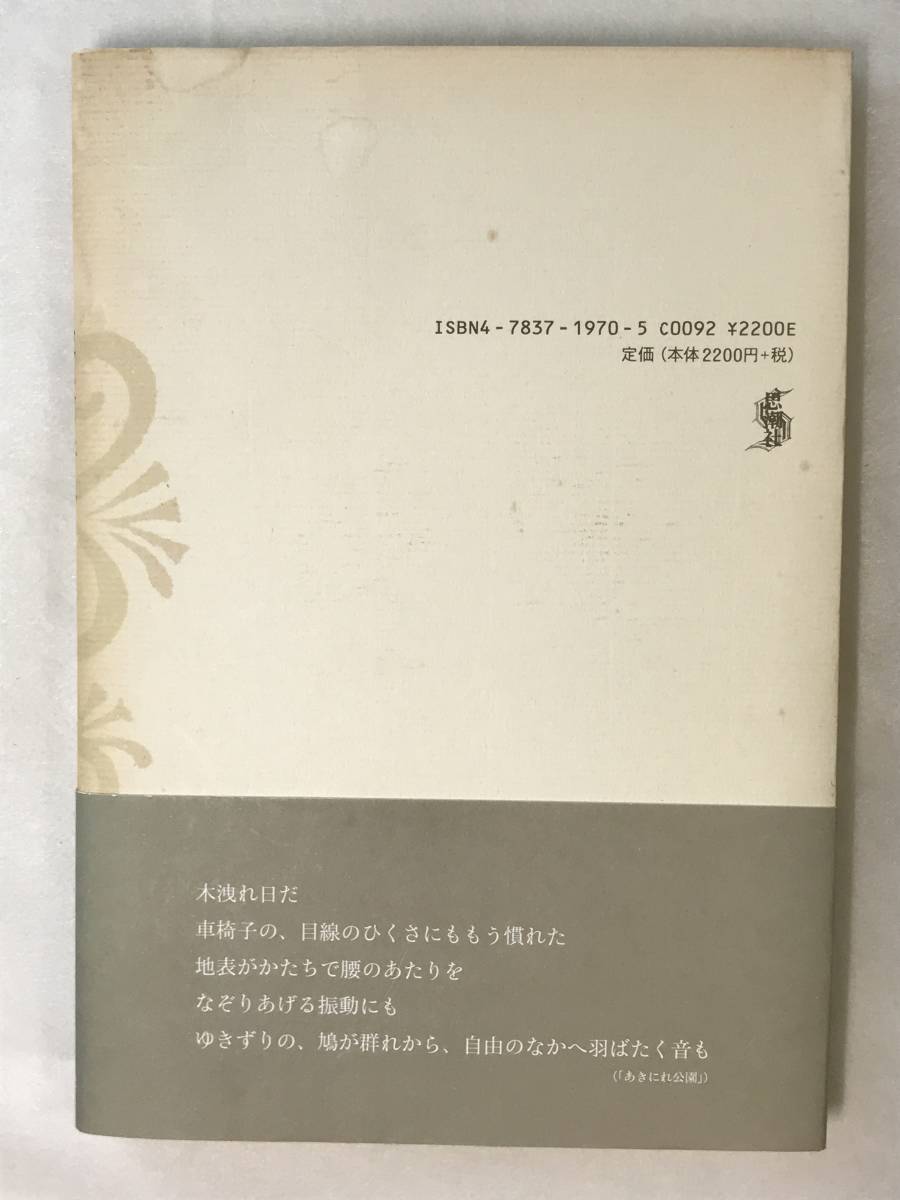 ISBN4-7837-1970-5 C0092 ¥2200E
定価（本体2200円+税）
思潮社
木洩れ日だ
車椅子の、目線のひくさにももう慣れた
地表がかたちで腰のあたりを
なぞりあげる振動にも
ゆきずりの、鳩が群れから、自由のなかへ羽ばたく音も
（「あきにれ公園」）